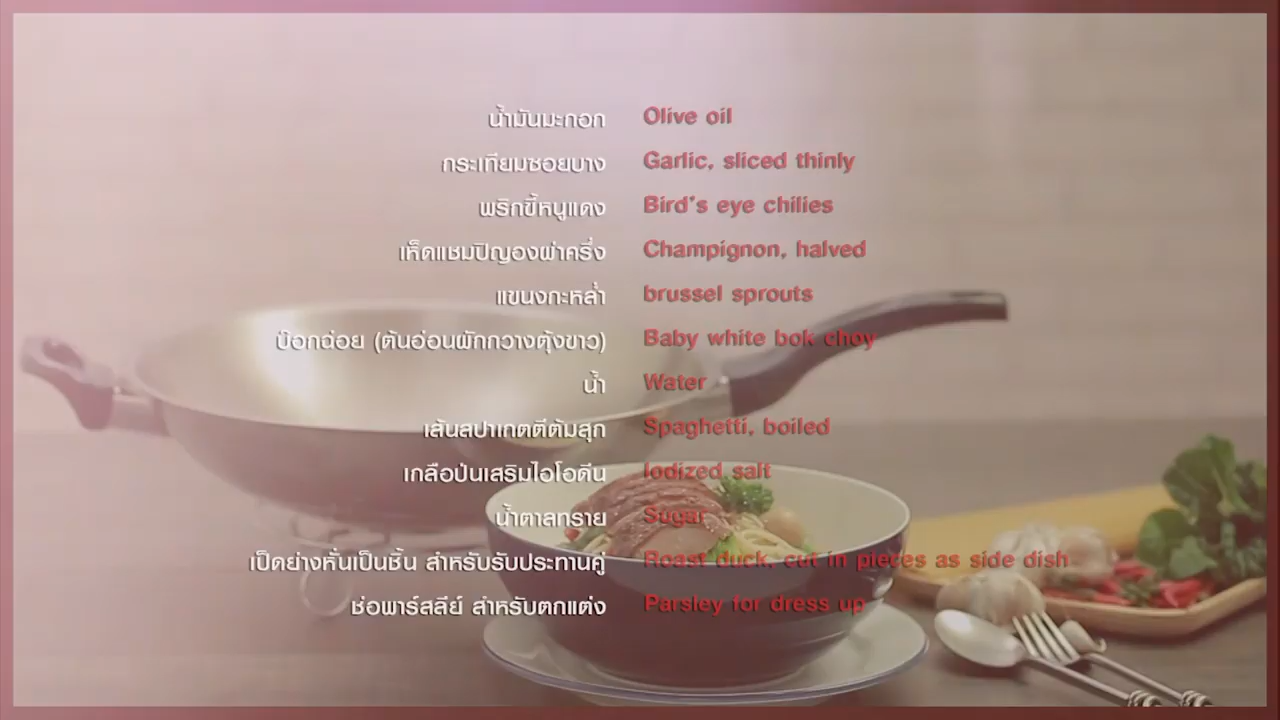 น้ำมันมะกอก Olive oil
กระเทียมซอยบาง Garlic, sliced thinly
พริกขี้หนูแดง Bird's eye chilies
เห็ดแชมปิญองผ่าครึ่ง Champignon, halved
แขนงกะหล่ำ brussel sprouts
บ๊อกฉ่อย (ต้นอ่อนผักกวางตุ้งขาว) Baby white bok choy
น้ำ Water
เส้นสปาเกตตีต้มสุก Spaghetti, boiled
เกลือป่นเสริมไอโอดีน Iodized salt
น้ำตาลทราย Sugar
เป็ดย่างหั่นเป็นชิ้น สำหรับรับประทานคู่ Roast duck, cut in pieces as side dish
ช่อพาร์สลีย์ สำหรับตกแต่ง Parsley for dress up